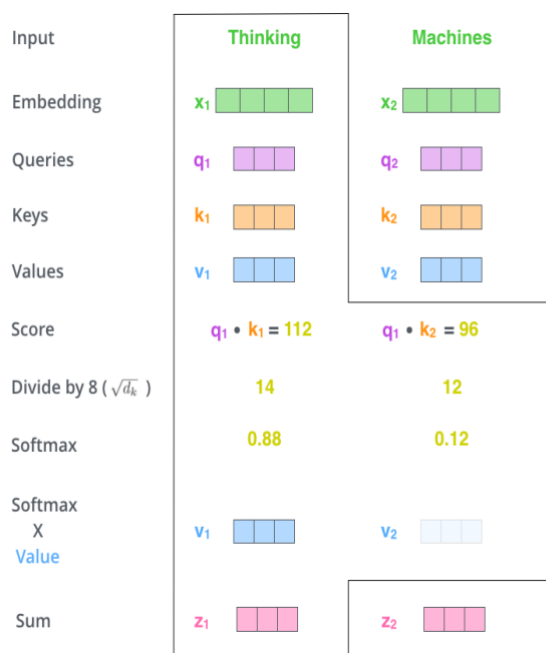 Input Thinking Machines
Embedding x₁ x₂
Queries q₁ q₂
Keys k₁ k₂
Values v₁ v₂
Score q₁ • k₁ = 112 q₁ • k₂ = 96
Divide by 8 ( √dₖ ) 14 12
Softmax 0.88 0.12
Softmax
X v₁ v₂
Value
Sum z₁ z₂